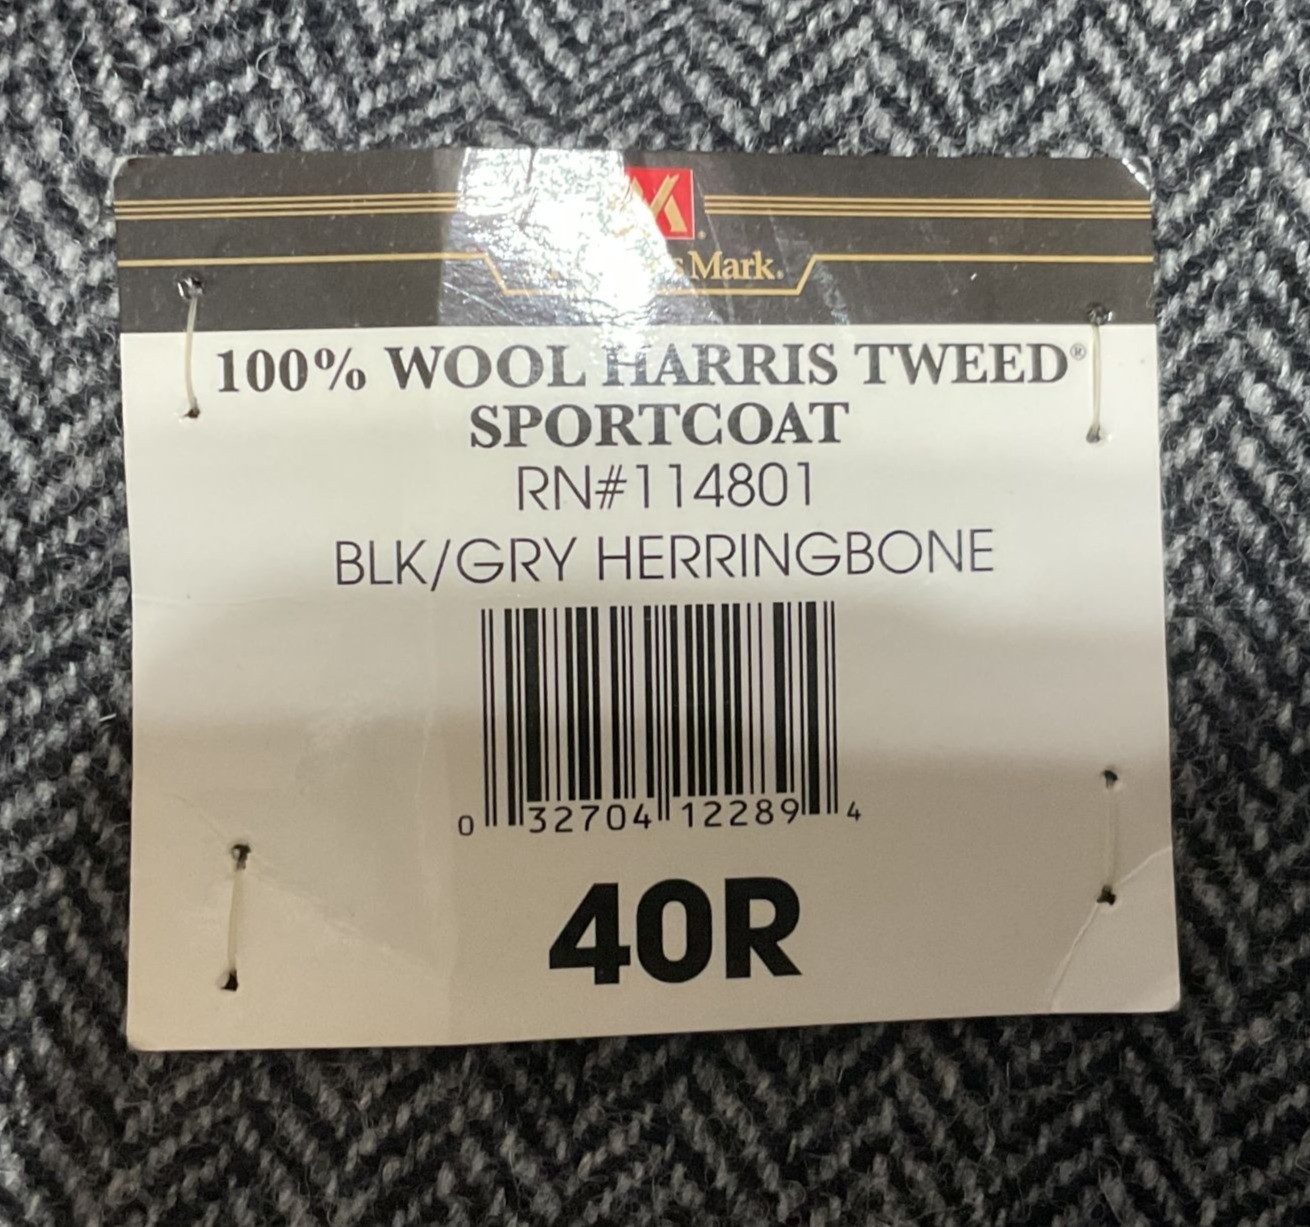 Mark.
100% WOOL HARRIS TWEED®
SPORTCOAT
RN#114801
BLK/GRY HERRINGBONE
0 32704 12289 4
40R